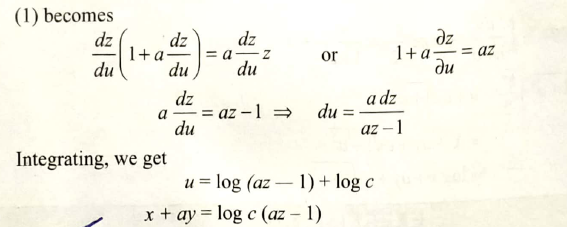 (1) becomes
dz/du (1 + a dz/du) = a dz/du z or 1 + a ∂z/∂u = az
a dz/du = az – 1 ⇒ du = a dz/az – 1
Integrating, we get
u = log (az — 1) + log c
x + ay = log c (az – 1)